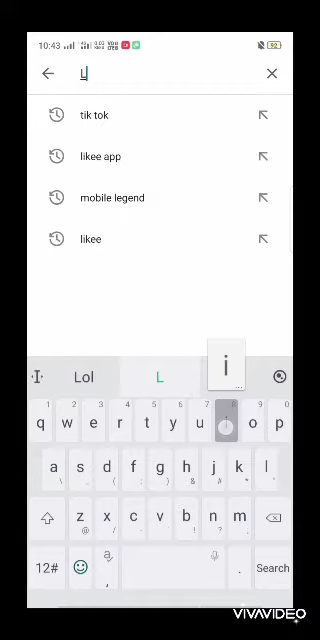 10:43
92
L
tik tok
likee app
mobile legend
likee
i
Lol L
1 2 3 4 5 6 7 8 9 0
q w e r t y u i o p
a s d f g h j k l
z x c v b n m
@ / - _ ! ? 
12# , . Search
VIVAVIDEO